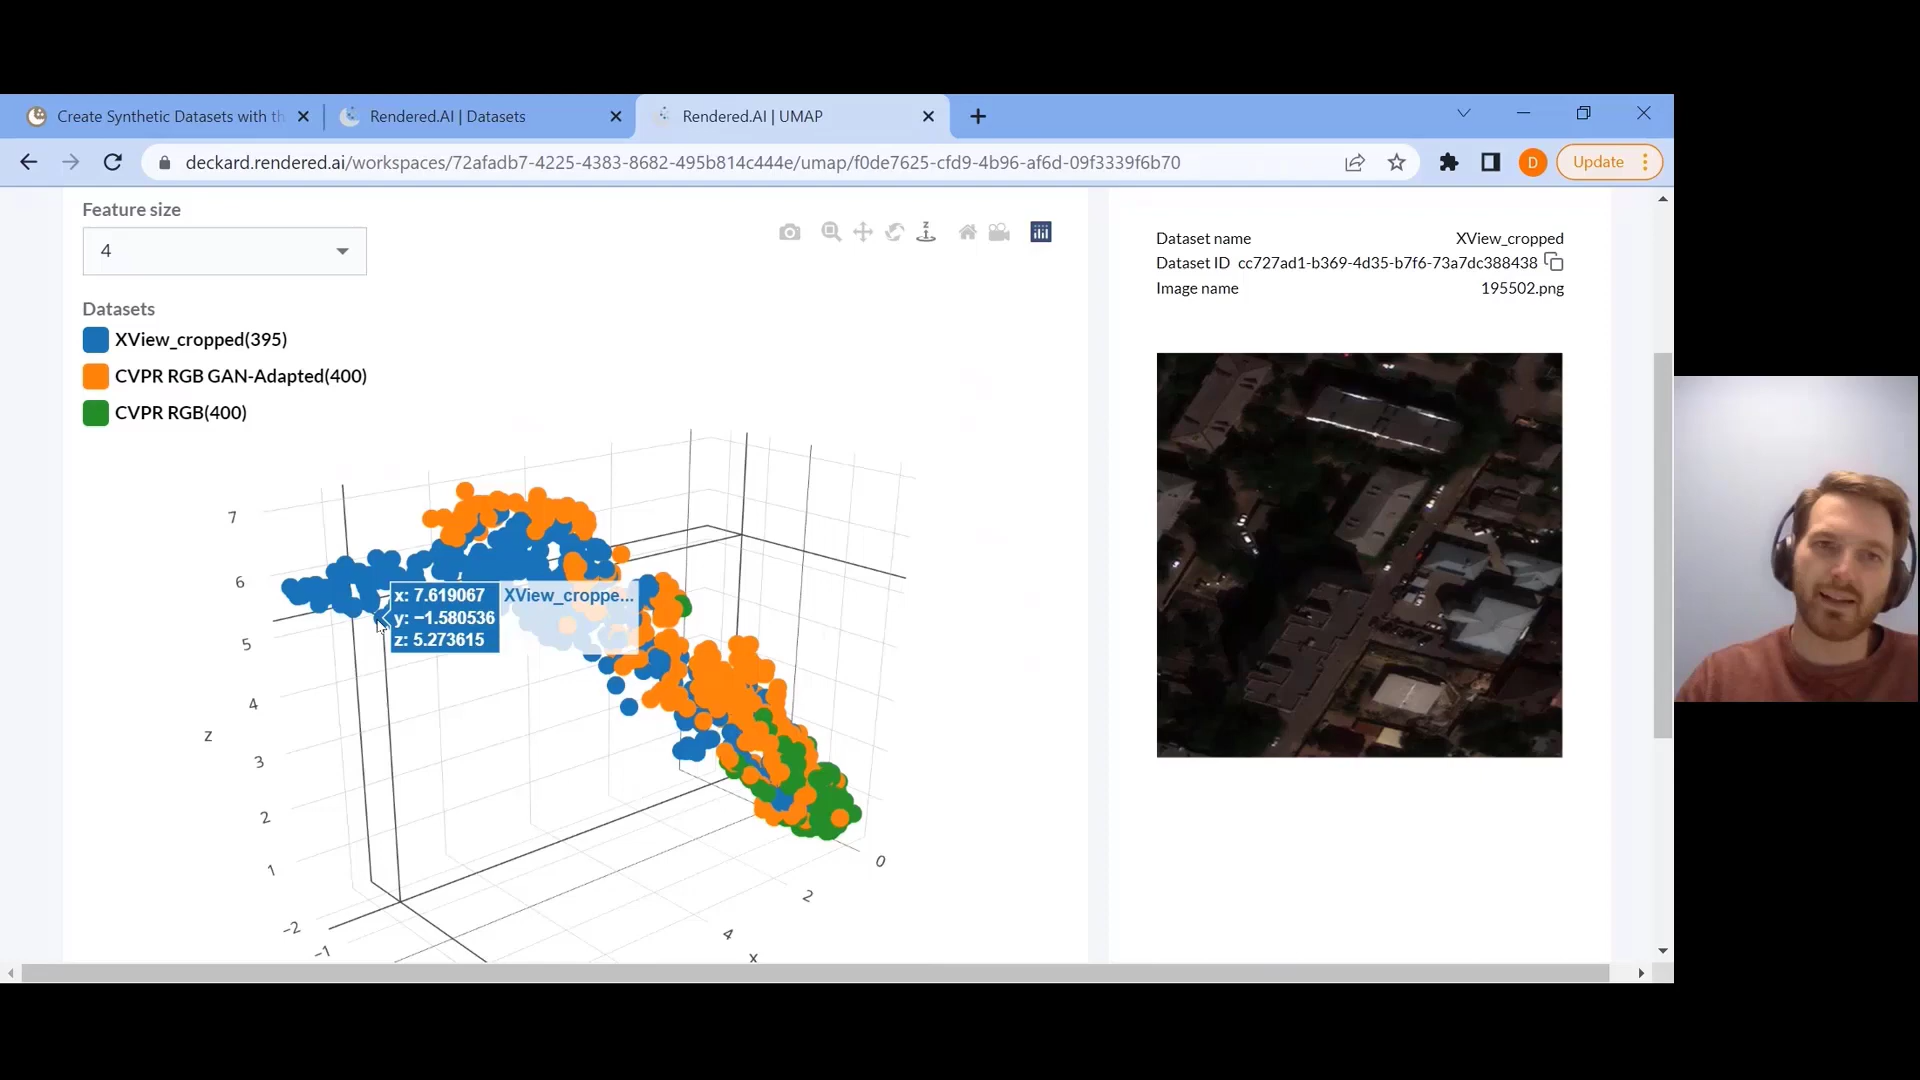 Create Synthetic Datasets with th
Rendered.AI | Datasets
Rendered.AI | UMAP
deckard.rendered.ai/workspaces/72afadb7-4225-4383-8682-495b814c444e/umap/f0de7625-cfd9-4b96-af6d-09f3339f6b70
D
Update
Feature size
4
z
Datasets
XView_cropped(395)
CVPR RGB GAN-Adapted(400)
CVPR RGB(400)
7
6
5
4
3
2
1
z
-2
-1
x: 7.619067
y: −1.580536
z: 5.273615
XView_croppe...
0
2
4
x
Dataset name XView_cropped
Dataset ID cc727ad1-b369-4d35-b7f6-73a7dc388438
Image name 195502.png